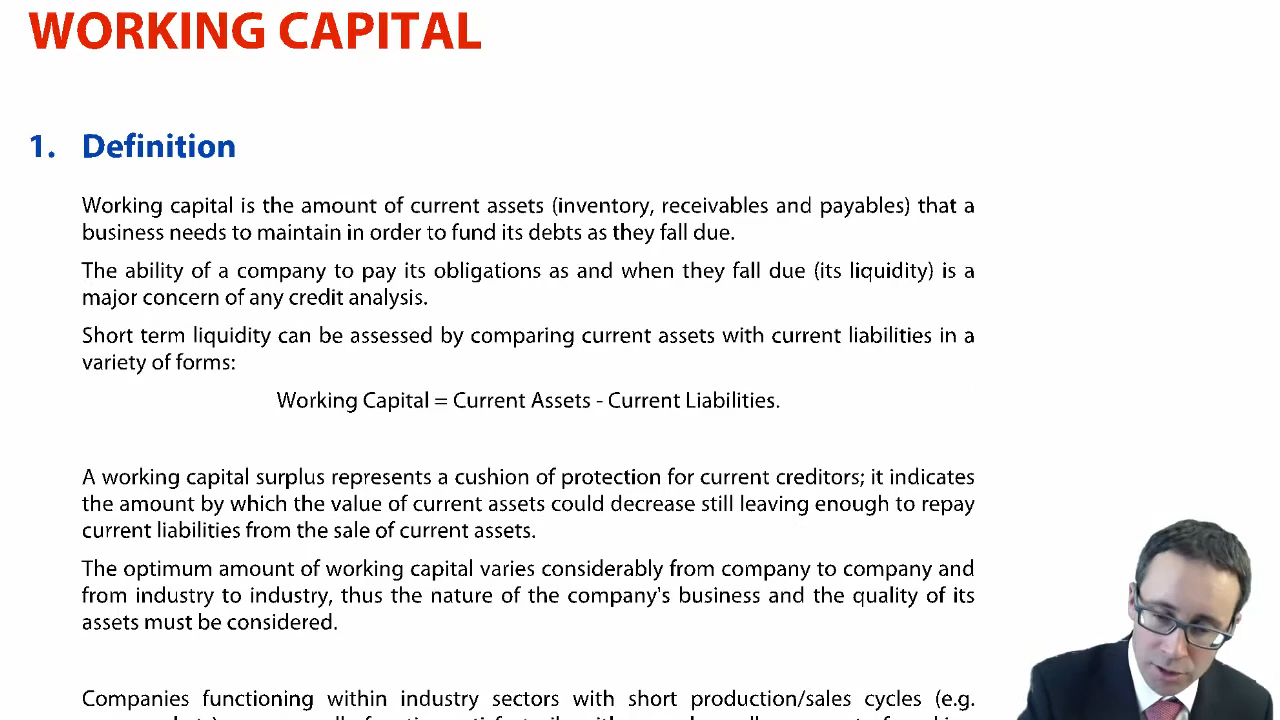 WORKING CAPITAL
1. Definition
Working capital is the amount of current assets (inventory, receivables and payables) that a
business needs to maintain in order to fund its debts as they fall due.
The ability of a company to pay its obligations as and when they fall due (its liquidity) is a
major concern of any credit analysis.
Short term liquidity can be assessed by comparing current assets with current liabilities in a
variety of forms:
Working Capital = Current Assets - Current Liabilities.
A working capital surplus represents a cushion of protection for current creditors; it indicates
the amount by which the value of current assets could decrease still leaving enough to repay
current liabilities from the sale of current assets.
The optimum amount of working capital varies considerably from company to company and
from industry to industry, thus the nature of the company's business and the quality of its
assets must be considered.
Companies functioning within industry sectors with short production/sales cycles (e.g.